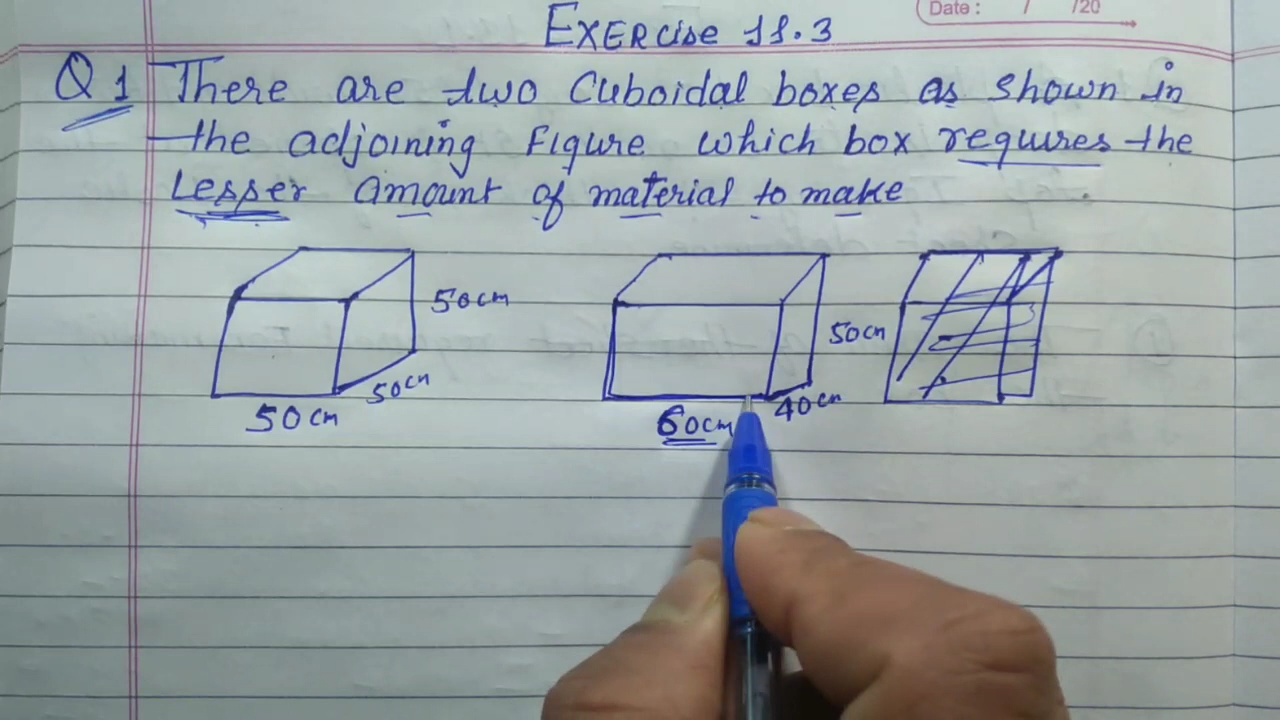 Date : / /20
Exercise 11.3
Q1 There are two Cuboidal boxes as shown in
the adjoining Figure which box requires the
Lesser amount of material to make
50cm
50cm
50cm
50cm
40cm
60cm